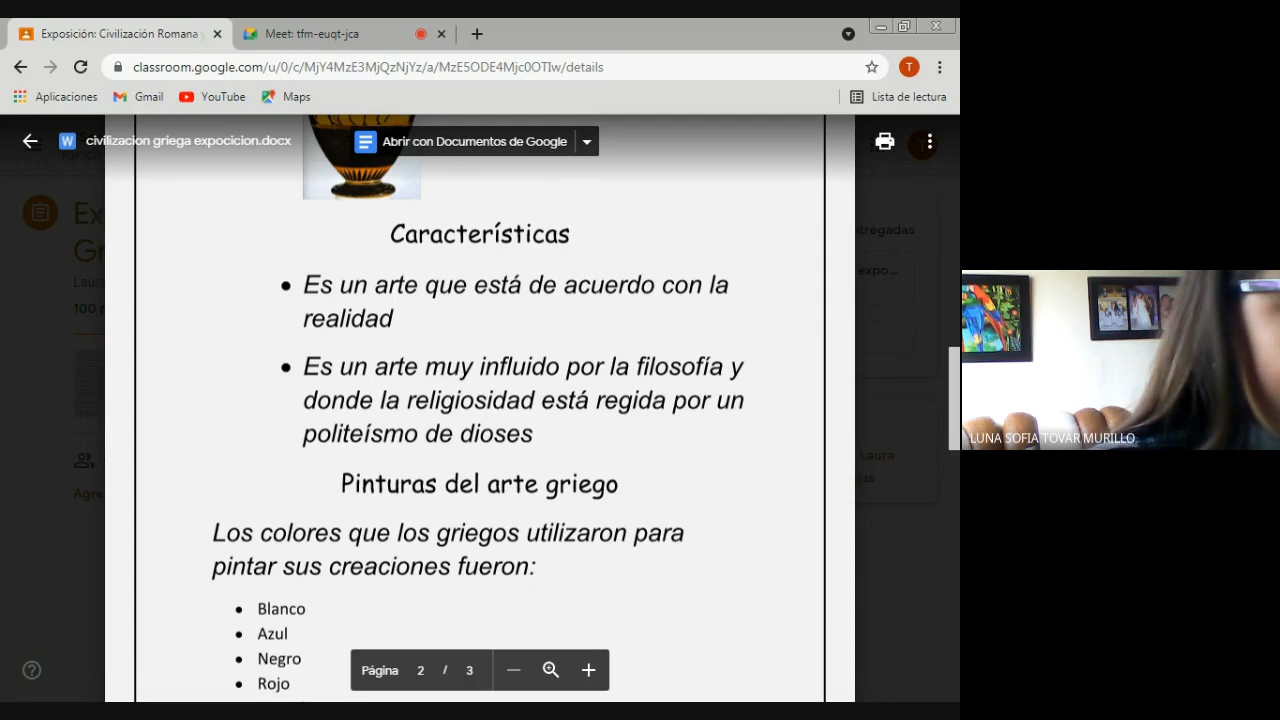 Exposición: Civilización Romana y
Meet: tfm-euqt-jca
classroom.google.com/u/0/c/MjY4MzE3MjQzNjYz/a/MzE5ODE4Mjc0OTIw/details
T
Aplicaciones
Gmail
YouTube
Maps
Lista de lectura
W
civilizacion griega expocicion.docx
Abrir con Documentos de Google
Características
• Es un arte que está de acuerdo con la
realidad
• Es un arte muy influido por la filosofía y
donde la religiosidad está regida por un
politeísmo de dioses
Pinturas del arte griego
Los colores que los griegos utilizaron para
pintar sus creaciones fueron:
• Blanco
• Azul
• Negro
• Rojo
Página 2 / 3
LUNA SOFIA TOVAR MURILLO